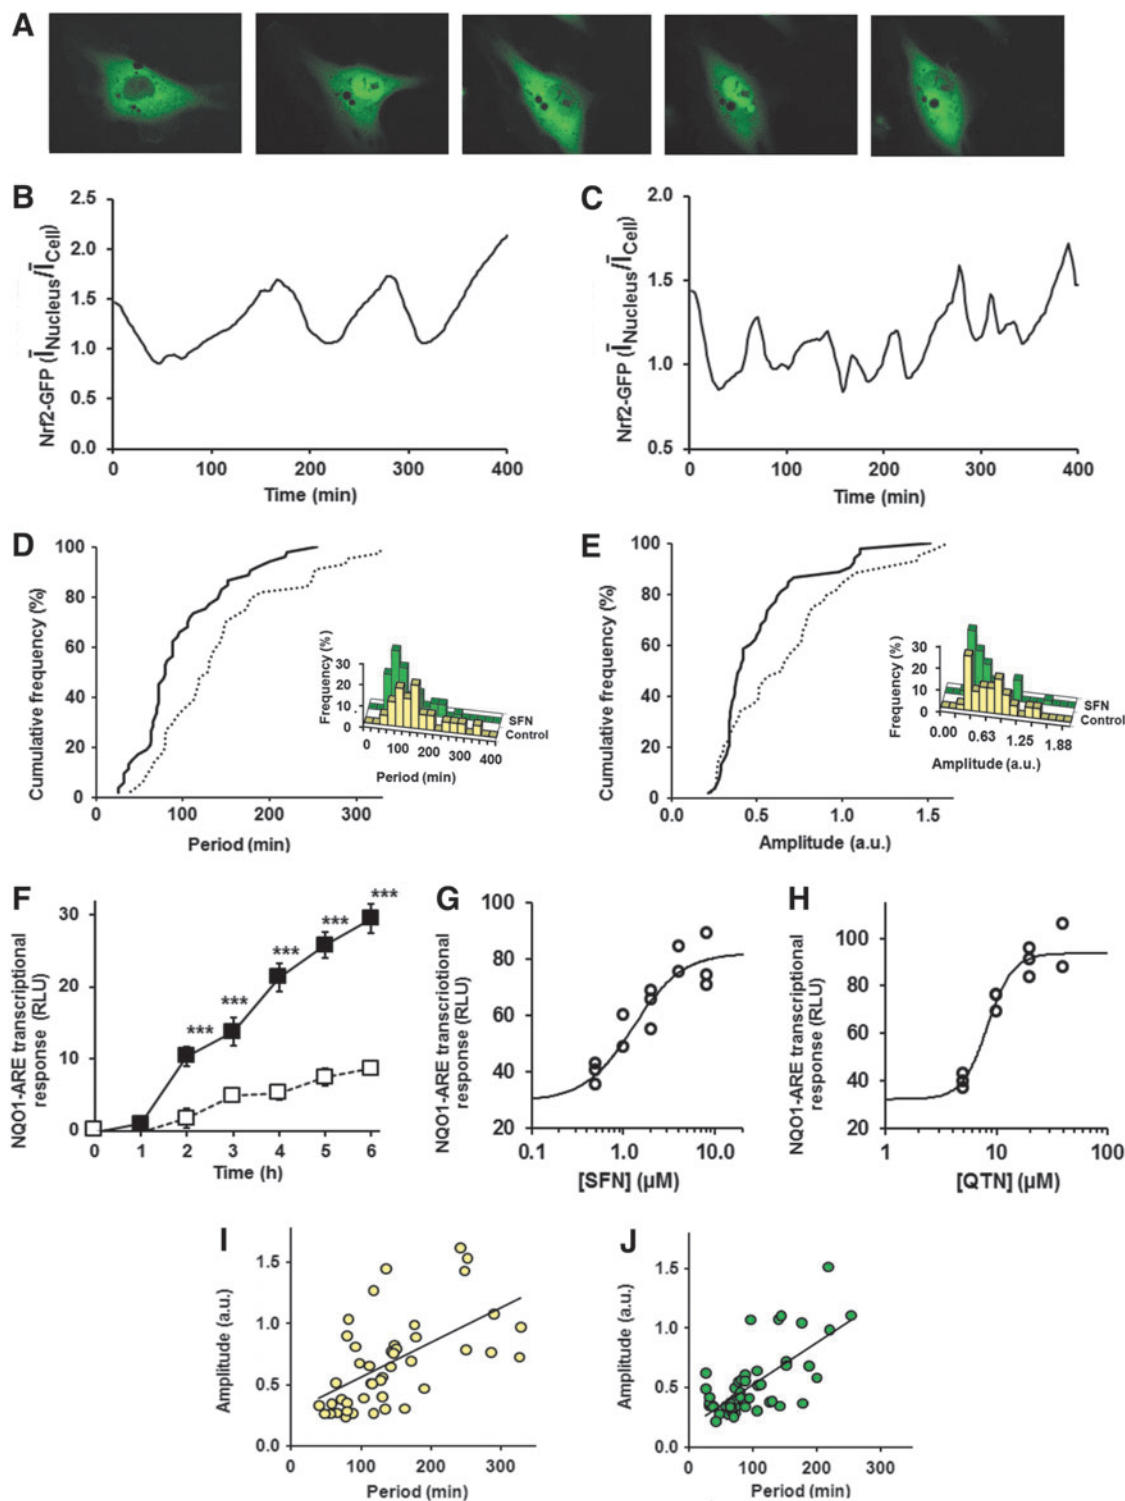 A
B
2.5
2.0
1.5
1.0
0.5
0.0
Nrf2-GFP (ĪNucleus/ĪCell)
0 100 200 300 400
Time (min)
C
2.0
1.5
1.0
0.5
Nrf2-GFP (ĪNucleus/ĪCell)
0 100 200 300 400
Time (min)
D
100
80
60
40
20
0
Cumulative frequency (%)
0 100 200 300
Period (min)
Frequency (%)
30
20
10
0
SFN
Control
0 100 200 300 400
Period (min)
E
100
80
60
40
20
0
Cumulative frequency (%)
0.0 0.5 1.0 1.5
Amplitude (a.u.)
Frequency (%)
30
20
10
0
SFN
Control
0.00 0.63 1.25 1.88
Amplitude (a.u.)
F
30
20
10
0
NQO1-ARE transcriptional
response (RLU)
*** *** *** *** ***
0 1 2 3 4 5 6
Time (h)
G
100
80
60
40
20
NQO1-ARE transcriotional
response (RLU)
0.1 1.0 10.0
[SFN] (μM)
H
100
80
60
40
20
NQO1-ARE transcriptional
response (RLU)
1 10 100
[QTN] (μM)
I
1.5
1.0
0.5
0.0
Amplitude (a.u.)
0 100 200 300
Period (min)
J
1.5
1.0
0.5
0.0
Amplitude (a.u.)
0 100 200 300
Period (min)